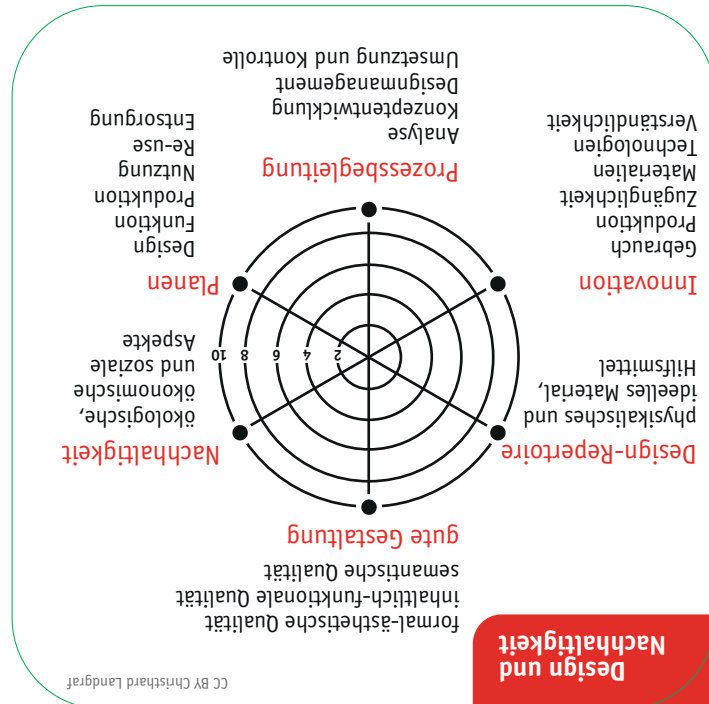 Design und
Nachhaltigkeit
CC BY Christhard Landgraf
formal-ästhetische Qualität
inhaltlich-funktionale Qualität
semantische Qualität
gute Gestaltung
Design-Repertoire
physikalisches und
ideelles Material,
Hilfsmittel
Nachhaltigkeit
ökologische,
ökonomische
und soziale
Aspekte
2 4 6 8 10
Innovation
Gebrauch
Produktion
Zugänglichkeit
Materialien
Technologien
Verständlichkeit
Planen
Design
Funktion
Produktion
Nutzung
Re-use
Entsorgung
Prozessbegleitung
Analyse
Konzeptentwicklung
Designmanagement
Umsetzung und Kontrolle